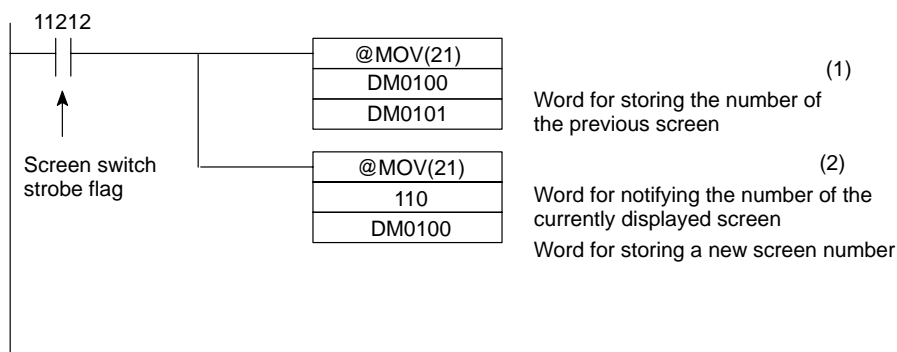 11212
@MOV(21)
DM0100
DM0101
(1)
Word for storing the number of
the previous screen
Screen switch
strobe flag
@MOV(21)
110
DM0100
(2)
Word for notifying the number of the
currently displayed screen
Word for storing a new screen number